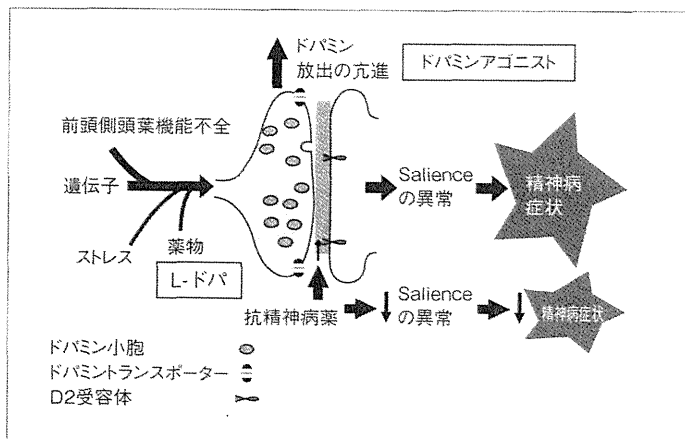 ドパミン
放出の亢進
ドパミンアゴニスト
前頭側頭葉機能不全
遺伝子
ストレス
薬物
L-ドパ
Salience
の異常
精神病
症状
抗精神病薬
Salience
の異常
精神病症状
ドパミン小胞
ドパミントランスポーター
D2受容体